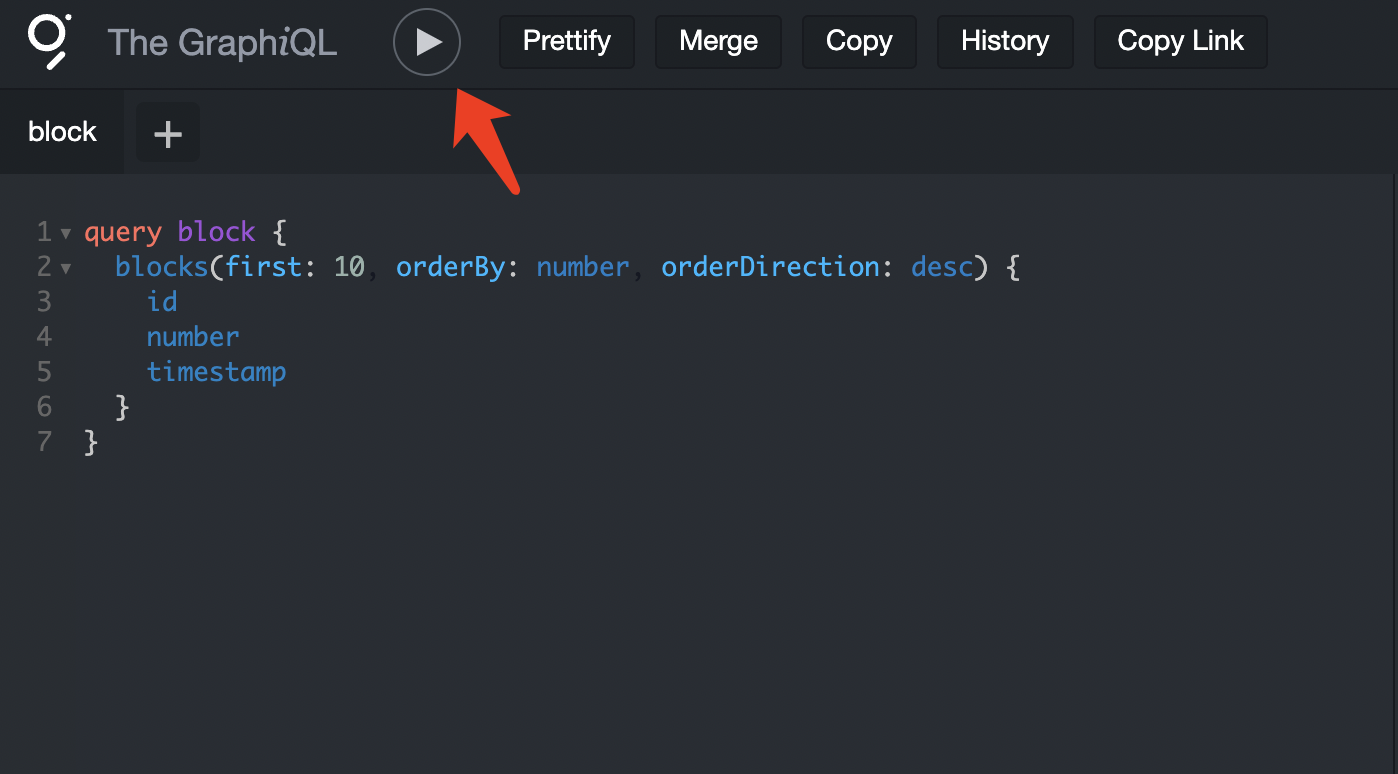 The GraphiQL
Prettify Merge Copy History Copy Link
block +
1 query block {
2   blocks(first: 10, orderBy: number, orderDirection: desc) {
3     id
4     number
5     timestamp
6   }
7 }